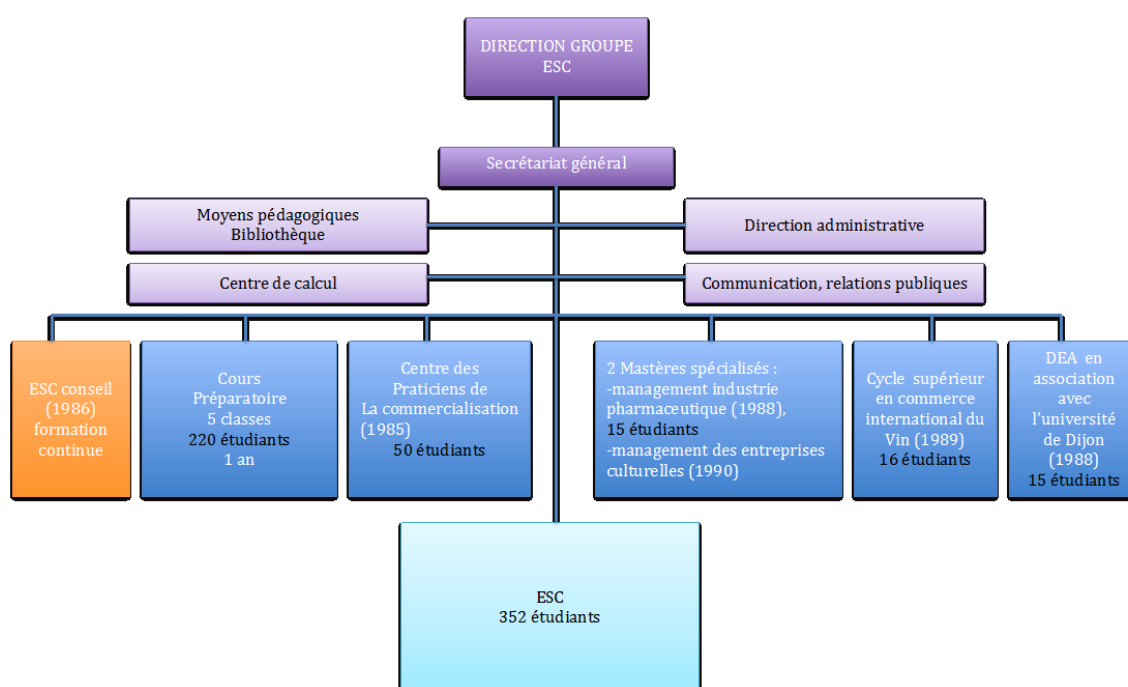 DIRECTION GROUPE
ESC
Secrétariat général
Moyens pédagogiques
Bibliothèque
Direction administrative
Centre de calcul
Communication, relations publiques
ESC conseil
(1986)
formation
continue
Cours
Préparatoire
5 classes
220 étudiants
1 an
Centre des
Praticiens de
La commercialisation
(1985)
50 étudiants
2 Mastères spécialisés :
-management industrie
pharmaceutique (1988),
15 étudiants
-management des entreprises
culturelles (1990)
Cycle supérieur
en commerce
international du
Vin (1989)
16 étudiants
DEA en
association
avec
l’université
de Dijon
(1988)
15 étudiants
ESC
352 étudiants